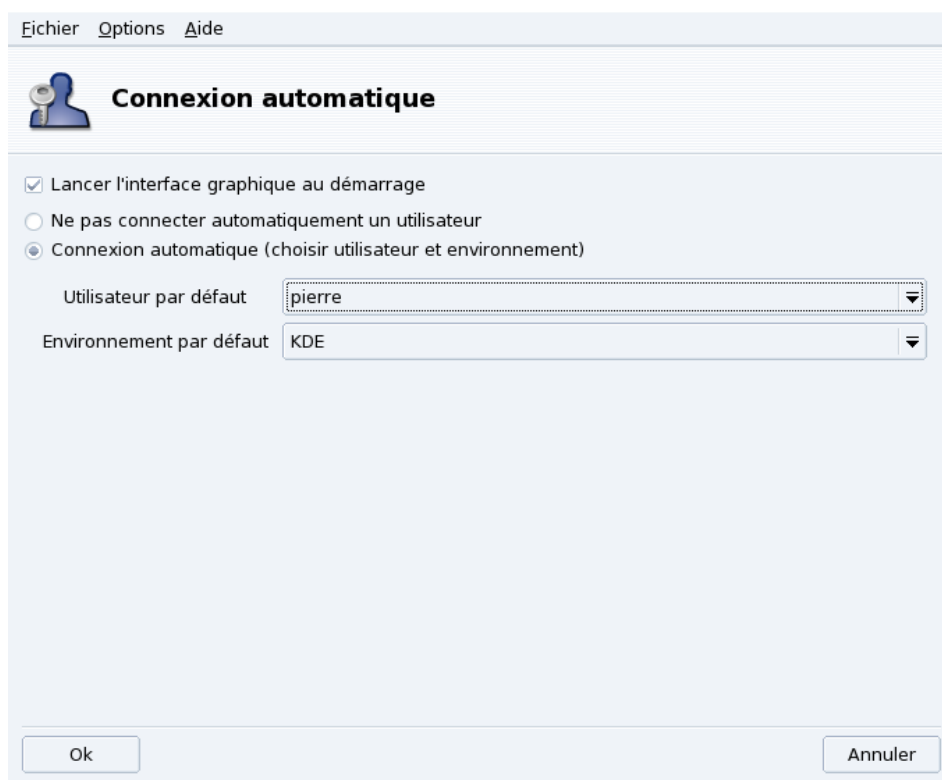 Fichier Options Aide
Connexion automatique
Lancer l'interface graphique au démarrage
Ne pas connecter automatiquement un utilisateur
Connexion automatique (choisir utilisateur et environnement)
Utilisateur par défaut pierre
Environnement par défaut KDE
Ok Annuler